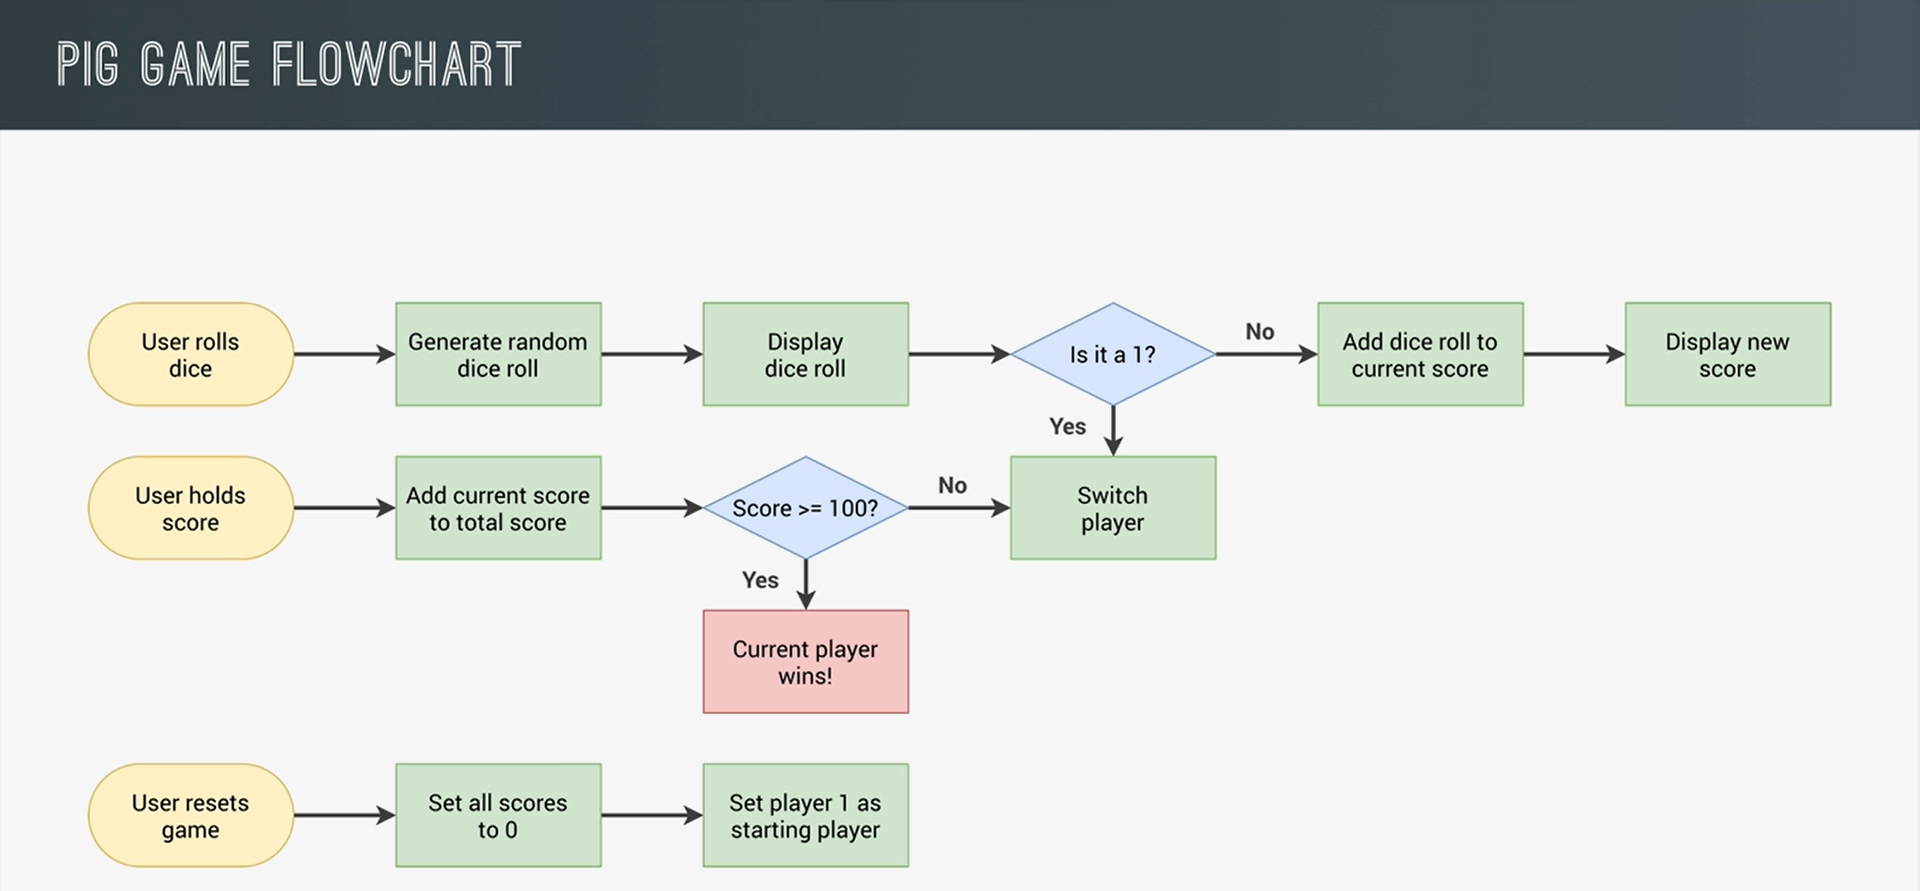 PIG GAME FLOWCHART
User rolls
dice
Generate random
dice roll
Display
dice roll
Is it a 1?
No
Add dice roll to
current score
Display new
score
Yes
User holds
score
Add current score
to total score
Score >= 100?
No
Switch
player
Yes
Current player
wins!
User resets
game
Set all scores
to 0
Set player 1 as
starting player